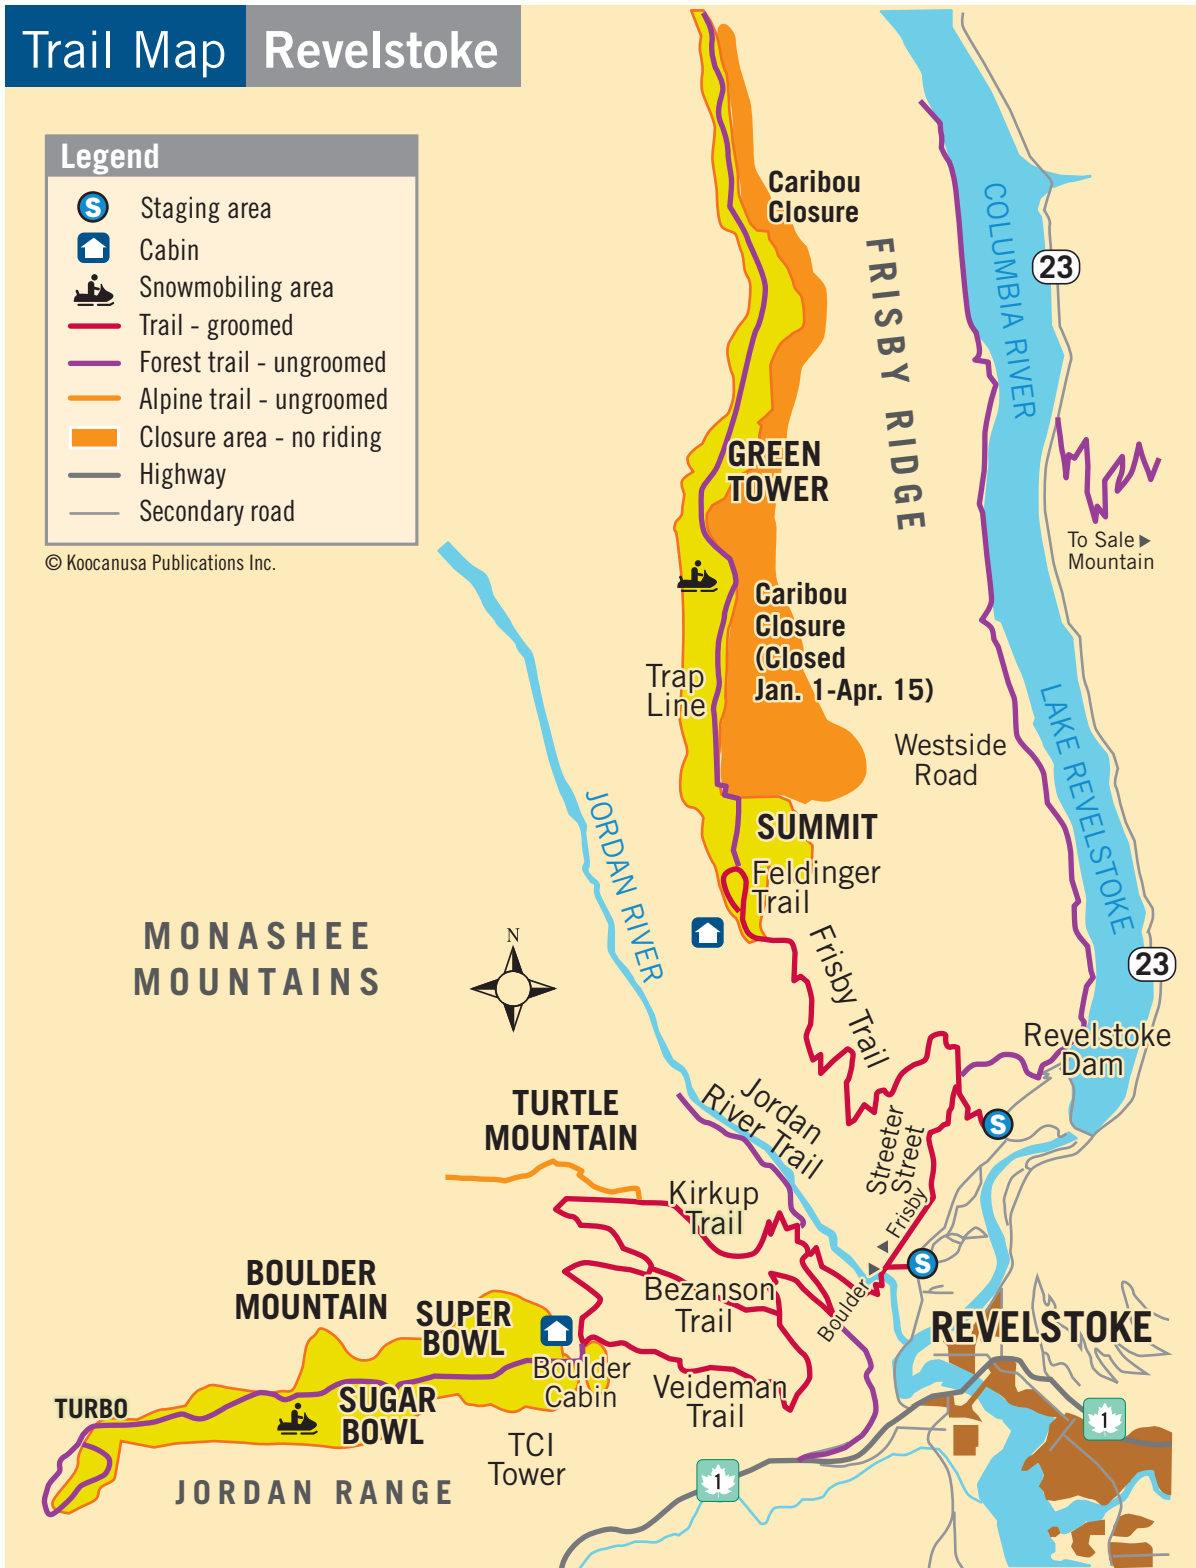 Trail Map Revelstoke
Legend
S Staging area
Cabin
Snowmobiling area
Trail - groomed
Forest trail - ungroomed
Alpine trail - ungroomed
Closure area - no riding
Highway
Secondary road
© Koocanusa Publications Inc.
Caribou
Closure
FRISBY RIDGE
COLUMBIA RIVER
23
GREEN
TOWER
To Sale
Mountain
Caribou
Closure
(Closed
Jan. 1-Apr. 15)
Trap
Line
Westside
Road
LAKE REVELSTOKE
JORDAN RIVER
SUMMIT
Feldinger
Trail
MONASHEE
MOUNTAINS
N
Frisby Trail
23
Revelstoke
Dam
TURTLE
MOUNTAIN
Jordan
River Trail
Streeter
Street
S
Kirkup
Trail
Frisby
S
Boulder
BOULDER
MOUNTAIN
SUPER
BOWL
Bezanson
Trail
REVELSTOKE
Boulder
Cabin
Veideman
Trail
TURBO
SUGAR
BOWL
1
TCI
Tower
JORDAN RANGE
1